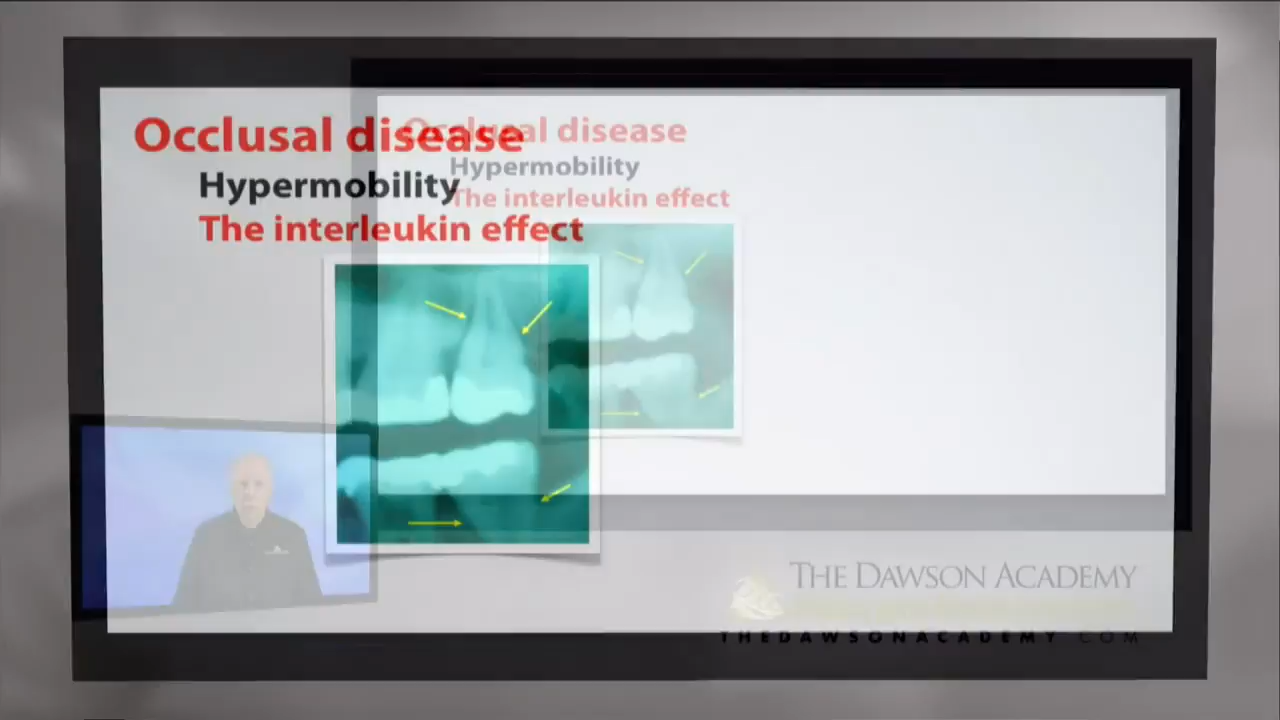 Occlusal disease
Hypermobility
The interleukin effect
Occlusal disease
Hypermobility
The interleukin effect
THE DAWSON ACADEMY
THEDAWSONACADEMY.COM